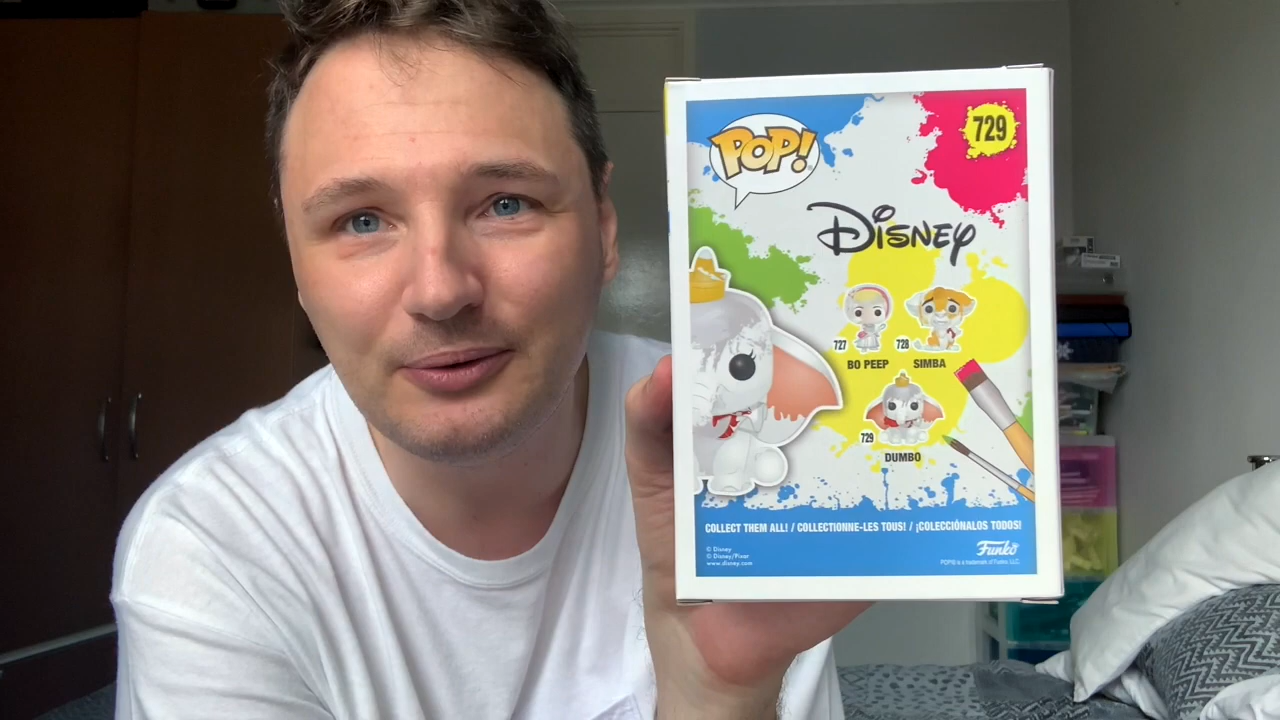 POP!
729
Disney
727
BO PEEP
728
SIMBA
729
DUMBO
COLLECT THEM ALL! / COLLECTIONNE-LES TOUS! / ¡COLECCIÓNALOS TODOS!
© Disney
© Disney/Pixar
www.disney.com
Funko
POP!® is a trademark of Funko, LLC.